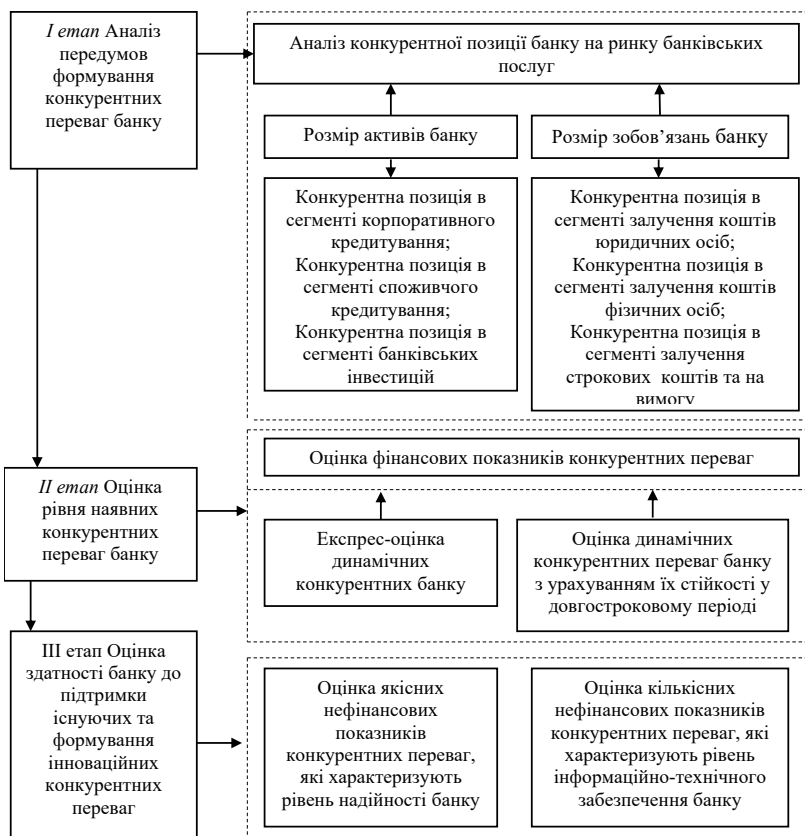 I етап Аналіз
передумов
формування
конкурентних
переваг банку
Аналіз конкурентної позиції банку на ринку банківських
послуг
Розмір активів банку
Розмір зобов’язань банку
Конкурентна позиція в
сегменті корпоративного
кредитування;
Конкурентна позиція в
сегменті споживчого
кредитування;
Конкурентна позиція в
сегменті банківських
інвестицій
Конкурентна позиція в
сегменті залучення коштів
юридичних осіб;
Конкурентна позиція в
сегменті залучення коштів
фізичних осіб;
Конкурентна позиція в
сегменті залучення
строкових коштів та на
вимогу
II етап Оцінка
рівня наявних
конкурентних
переваг банку
Оцінка фінансових показників конкурентних переваг
Експрес-оцінка
динамічних
конкурентних банку
Оцінка динамічних
конкурентних переваг банку
з урахуванням їх стійкості у
довгостроковому періоді
III етап Оцінка
здатності банку до
підтримки
існуючих та
формування
інноваційних
конкурентних
переваг
Оцінка якісних
нефінансових
показників
конкурентних переваг,
які характеризуют
рівень надійності банку
Оцінка кількісних
нефінансових показників
конкурентних переваг, які
характеризують рівень
інформаційно-технічного
забезпечення банку